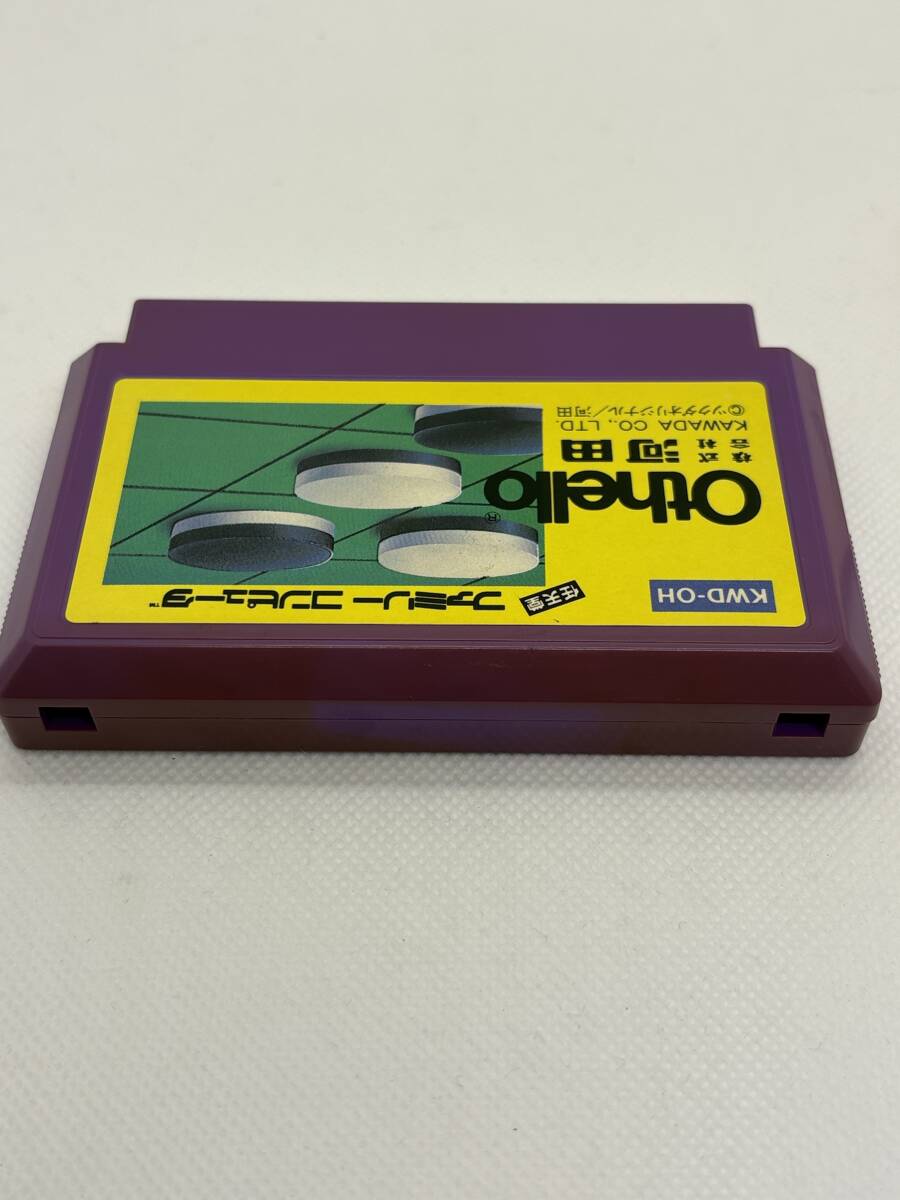 KWD-OH
任天堂 ファミリー コンピュータ™
Othello®
株式会社 河田
KAWADA CO., LTD.
©ツクダオリジナル/河田